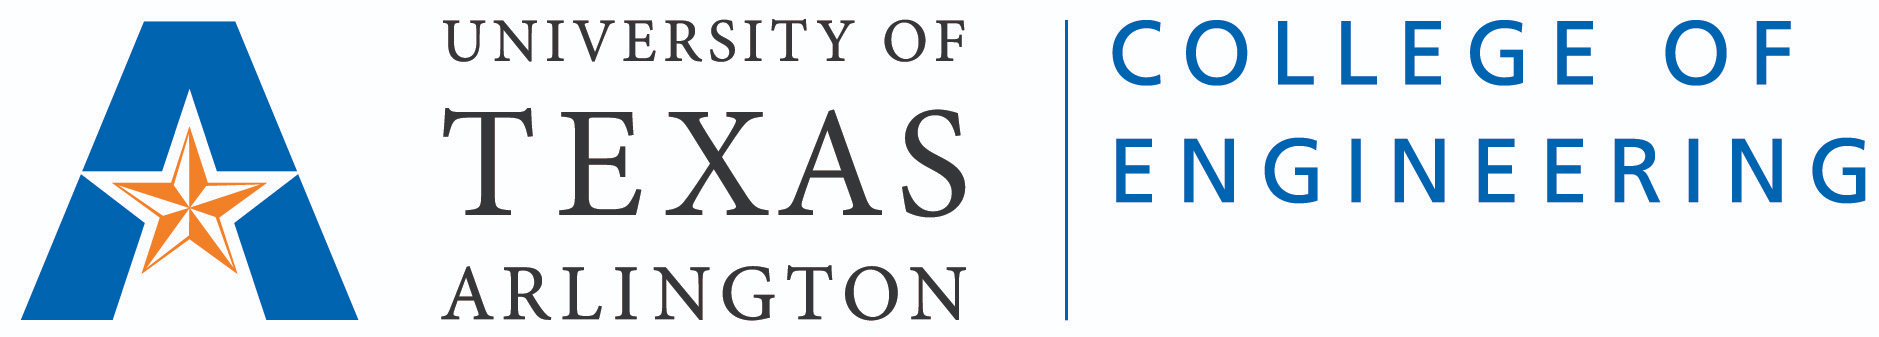 UNIVERSITY OF
TEXAS
ARLINGTON
COLLEGE OF
ENGINEERING